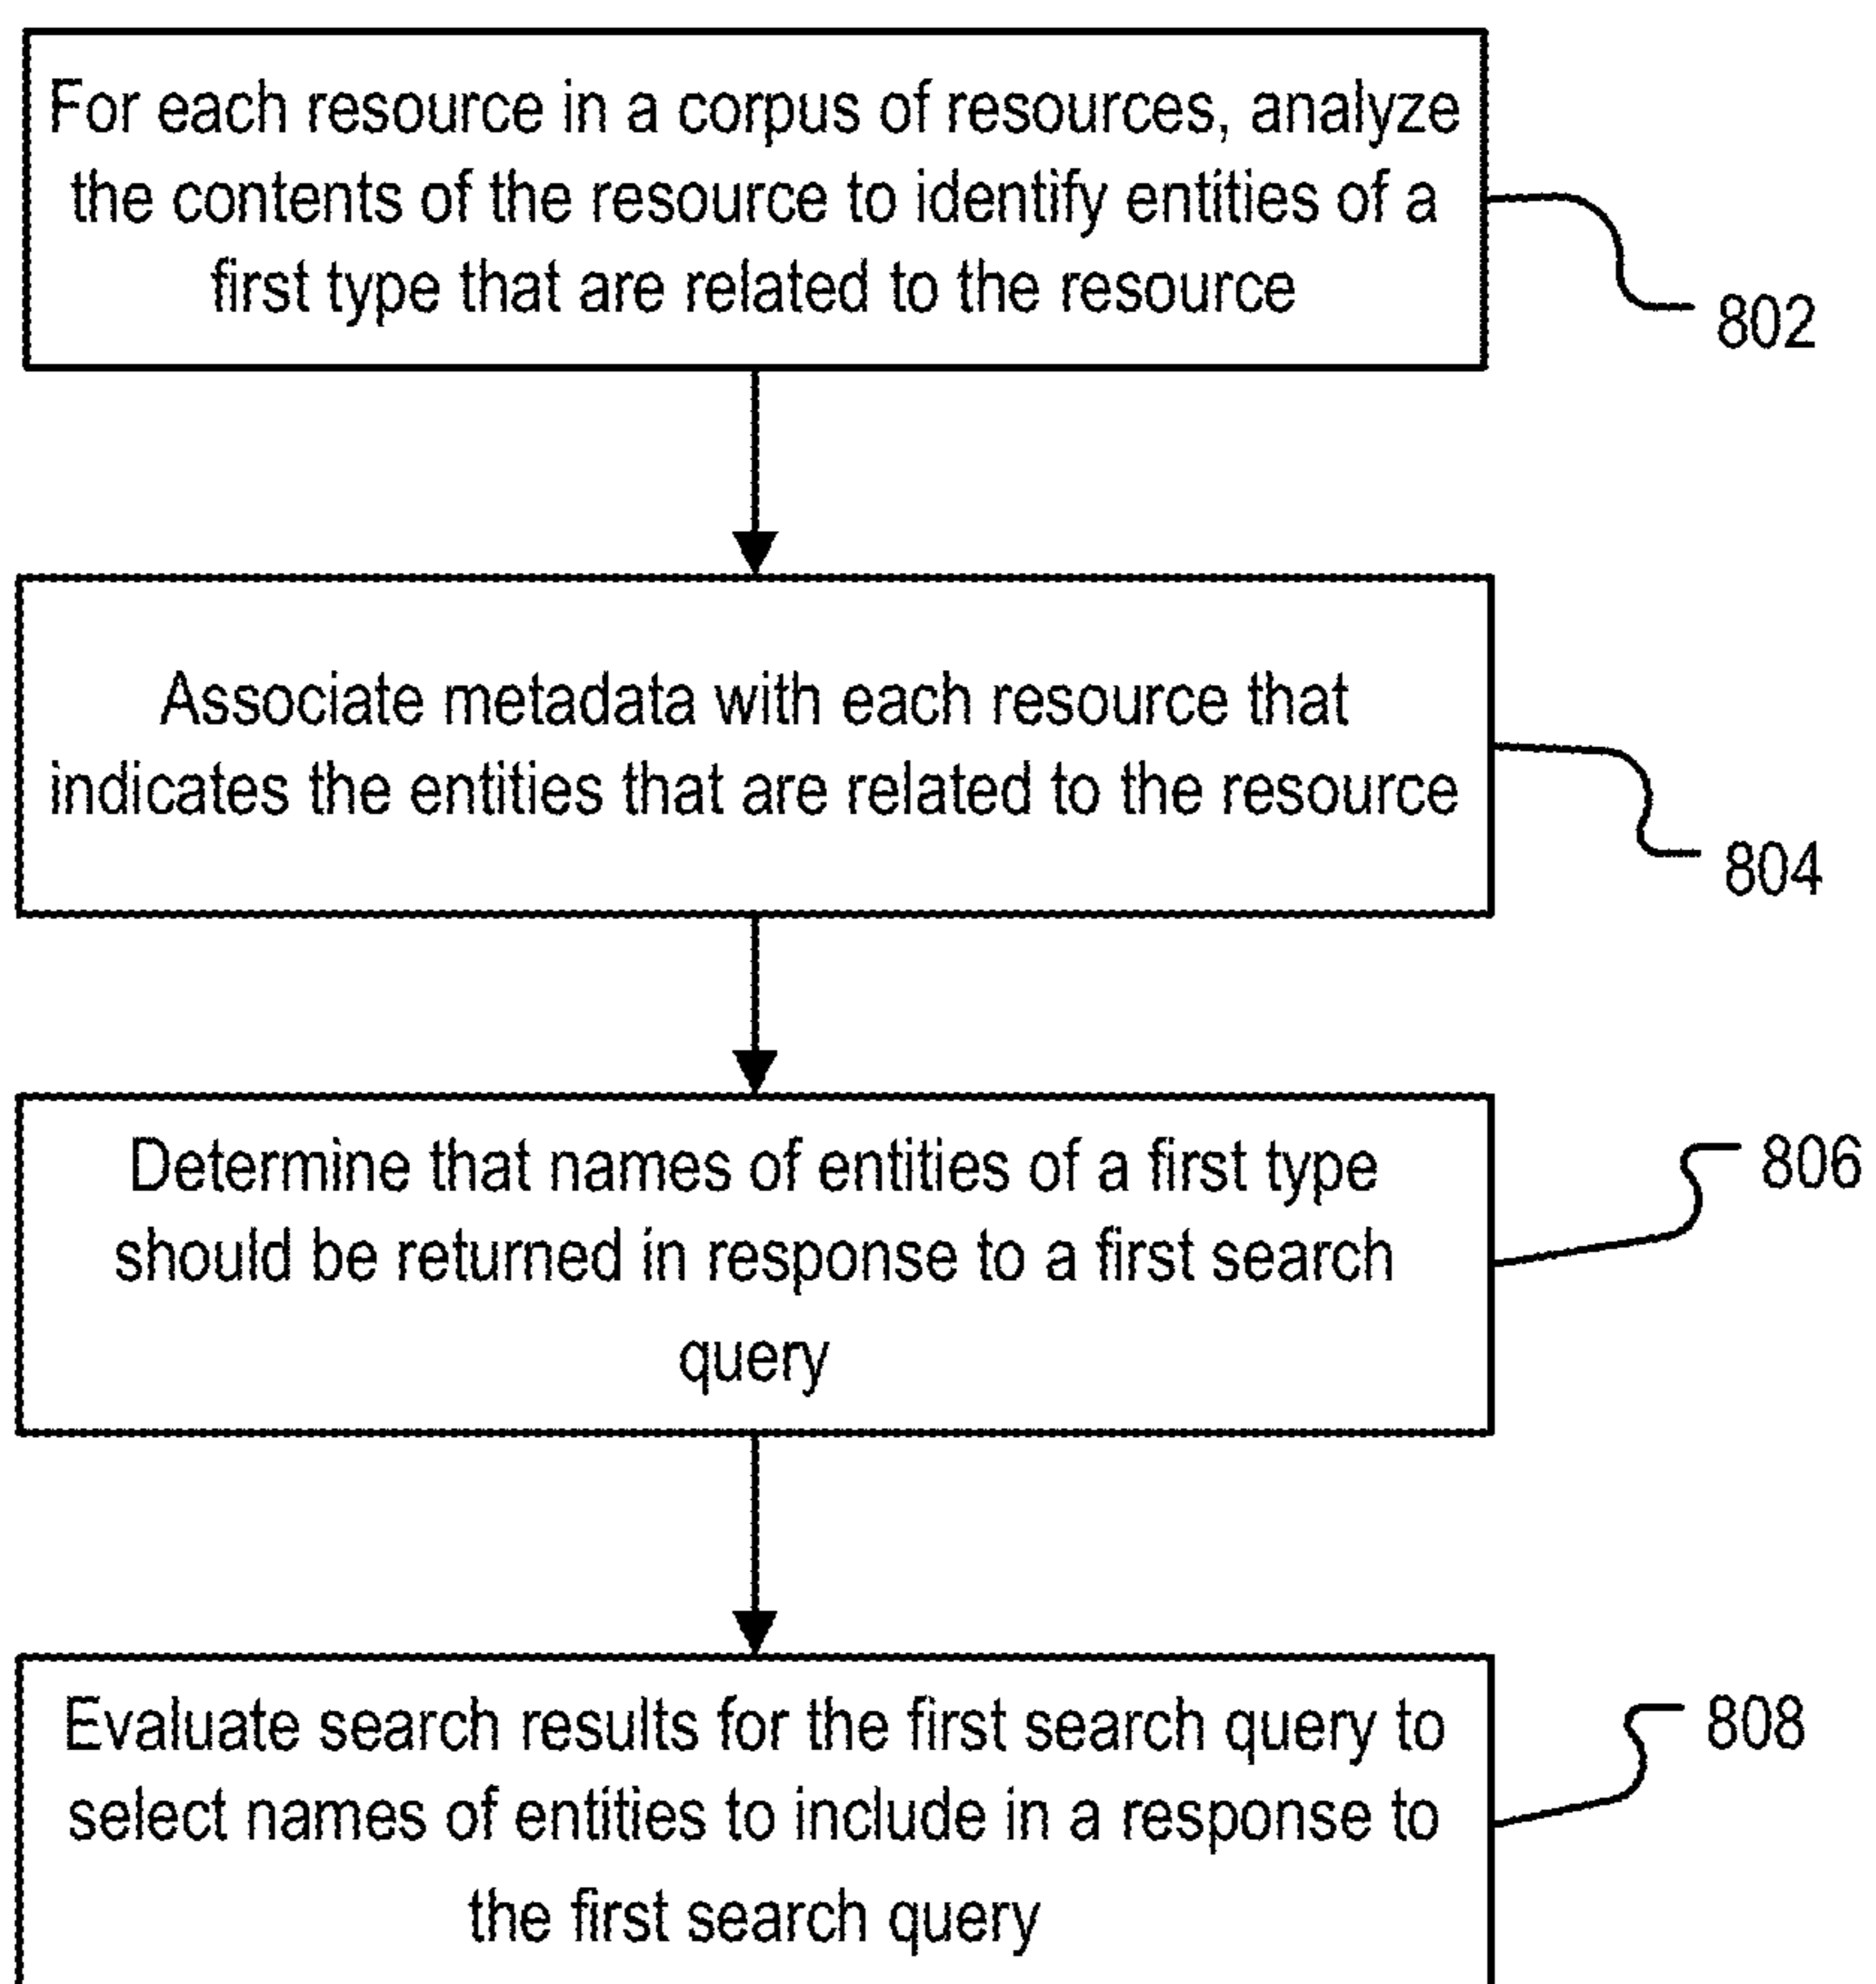 For each resource in a corpus of resources, analyze
the contents of the resource to identify entities of a
first type that are related to the resource
802
Associate metadata with each resource that
indicates the entities that are related to the resource
804
Determine that names of entities of a first type
should be returned in response to a first search
query
806
Evaluate search results for the first search query to
select names of entities to include in a response to
the first search query
808